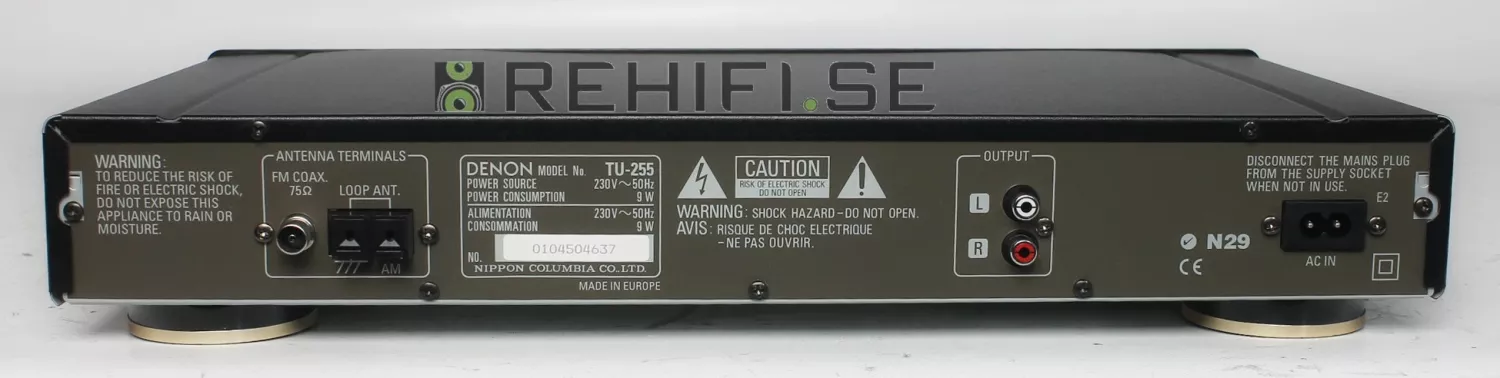 REHIFI.SE
WARNING:
TO REDUCE THE RISK OF
FIRE OR ELECTRIC SHOCK,
DO NOT EXPOSE THIS
APPLIANCE TO RAIN OR
MOISTURE.
ANTENNA TERMINALS
FM COAX.
75Ω
LOOP ANT.
AM
DENON MODEL No. TU-255
POWER SOURCE 230V～50Hz
POWER CONSUMPTION 9 W
ALIMENTATION 230V～50Hz
CONSOMMATION 9 W
NO. 0104504637
NIPPON COLUMBIA CO.,LTD.
MADE IN EUROPE
CAUTION
RISK OF ELECTRIC SHOCK
DO NOT OPEN
WARNING: SHOCK HAZARD–DO NOT OPEN.
AVIS: RISQUE DE CHOC ELECTRIQUE
–NE PAS OUVRIR.
OUTPUT
L
R
DISCONNECT THE MAINS PLUG
FROM THE SUPPLY SOCKET
WHEN NOT IN USE.
E2
N29
CE
AC IN